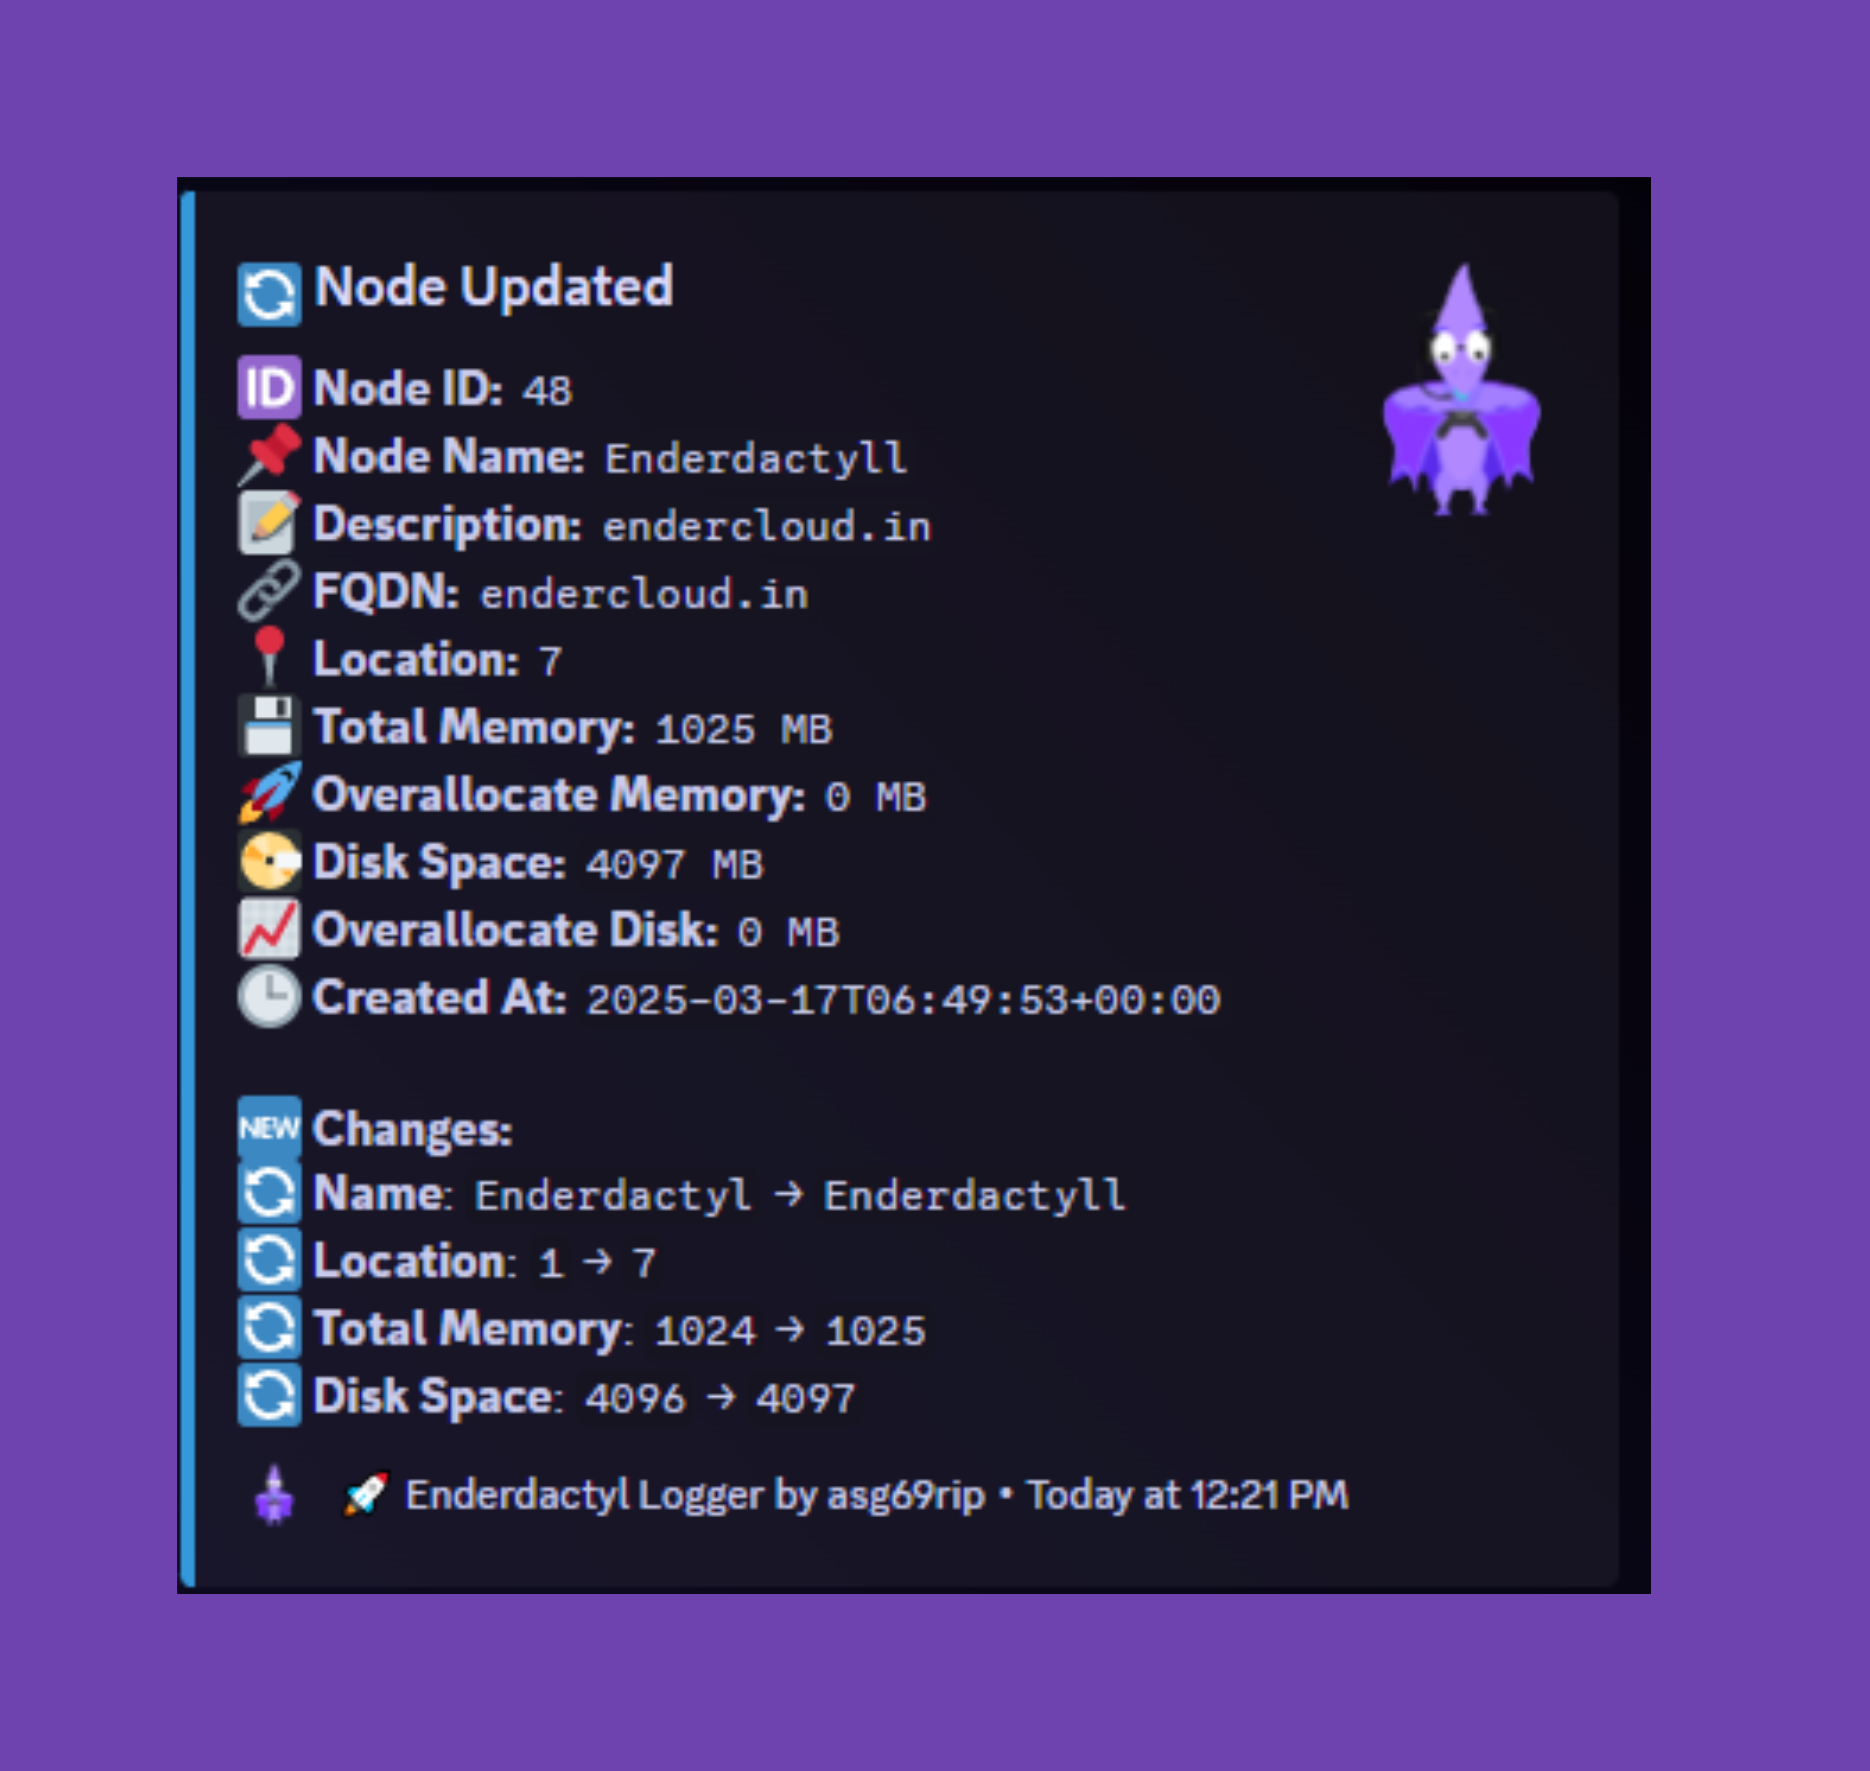 🔄 Node Updated
🆔 Node ID: 48
📌 Node Name: Enderdactyll
📝 Description: endercloud.in
🔗 FQDN: endercloud.in
📍 Location: 7
💾 Total Memory: 1025 MB
🚀 Overallocate Memory: 0 MB
💽 Disk Space: 4097 MB
📈 Overallocate Disk: 0 MB
🕒 Created At: 2025-03-17T06:49:53+00:00
🆕 Changes:
🔄 Name: Enderdactyl → Enderdactyll
🔄 Location: 1 → 7
🔄 Total Memory: 1024 → 1025
🔄 Disk Space: 4096 → 4097
🚀 Enderdactyl Logger by asg69rip • Today at 12:21 PM